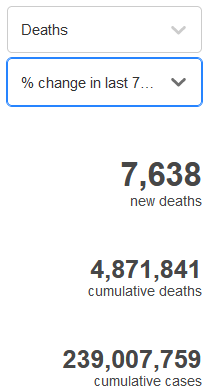 Deaths
% change in last 7...
7,638
new deaths
4,871,841
cumulative deaths
239,007,759
cumulative cases